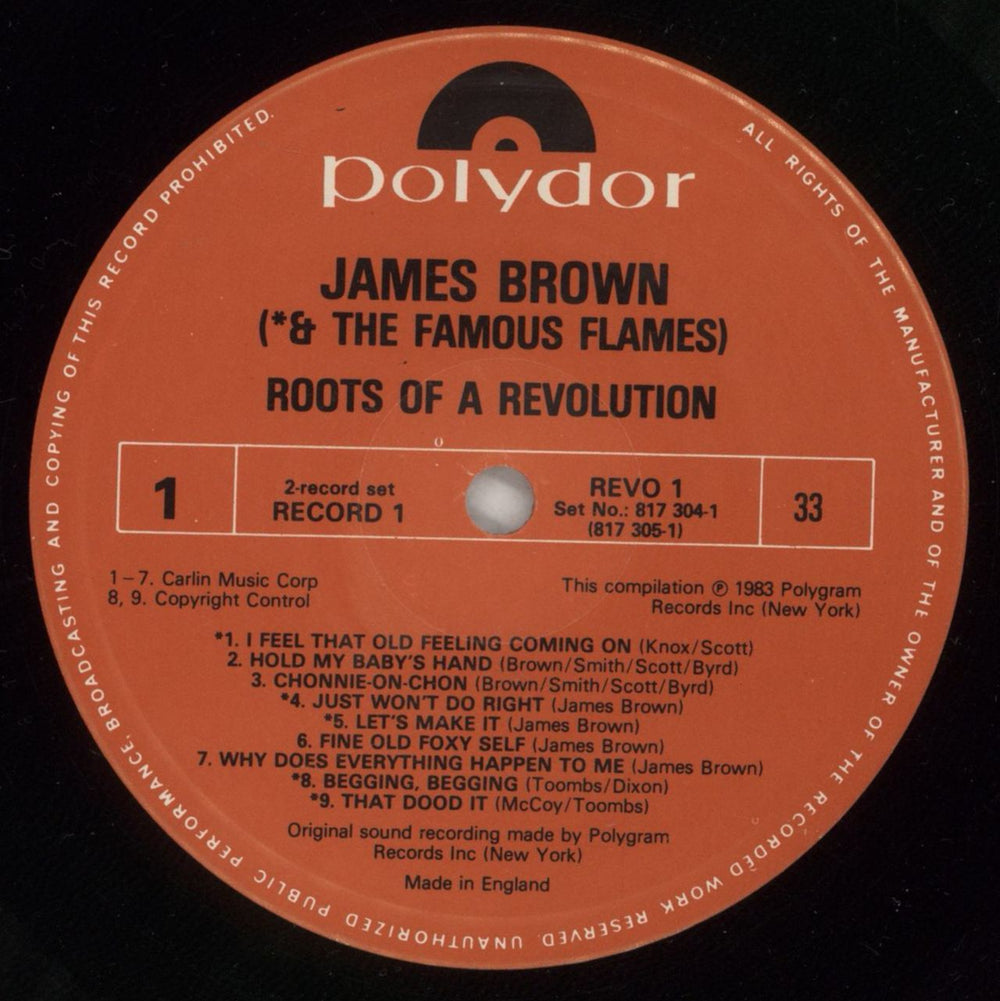 polydor
JAMES BROWN
(*& THE FAMOUS FLAMES)
ROOTS OF A REVOLUTION
1
2-record set
RECORD 1
REVO 1
Set No.: 817 304-1
(817 305-1)
33
1–7. Carlin Music Corp
8, 9. Copyright Control
This compilation ℗ 1983 Polygram
Records Inc (New York)
*1. I FEEL THAT OLD FEELING COMING ON (Knox/Scott)
2. HOLD MY BABY'S HAND (Brown/Smith/Scott/Byrd)
3. CHONNIE-ON-CHON (Brown/Smith/Scott/Byrd)
*4. JUST WON'T DO RIGHT (James Brown)
*5. LET'S MAKE IT (James Brown)
6. FINE OLD FOXY SELF (James Brown)
7. WHY DOES EVERYTHING HAPPEN TO ME (James Brown)
*8. BEGGING, BEGGING (Toombs/Dixon)
*9. THAT DOOD IT (McCoy/Toombs)
Original sound recording made by Polygram
Records Inc (New York)
Made in England
ALL RIGHTS OF THE MANUFACTURER AND OF THE OWNER OF THE RECORDED WORK RESERVED. UNAUTHORIZED PUBLIC PERFORMANCE, BROADCASTING AND COPYING OF THIS RECORD PROHIBITED.